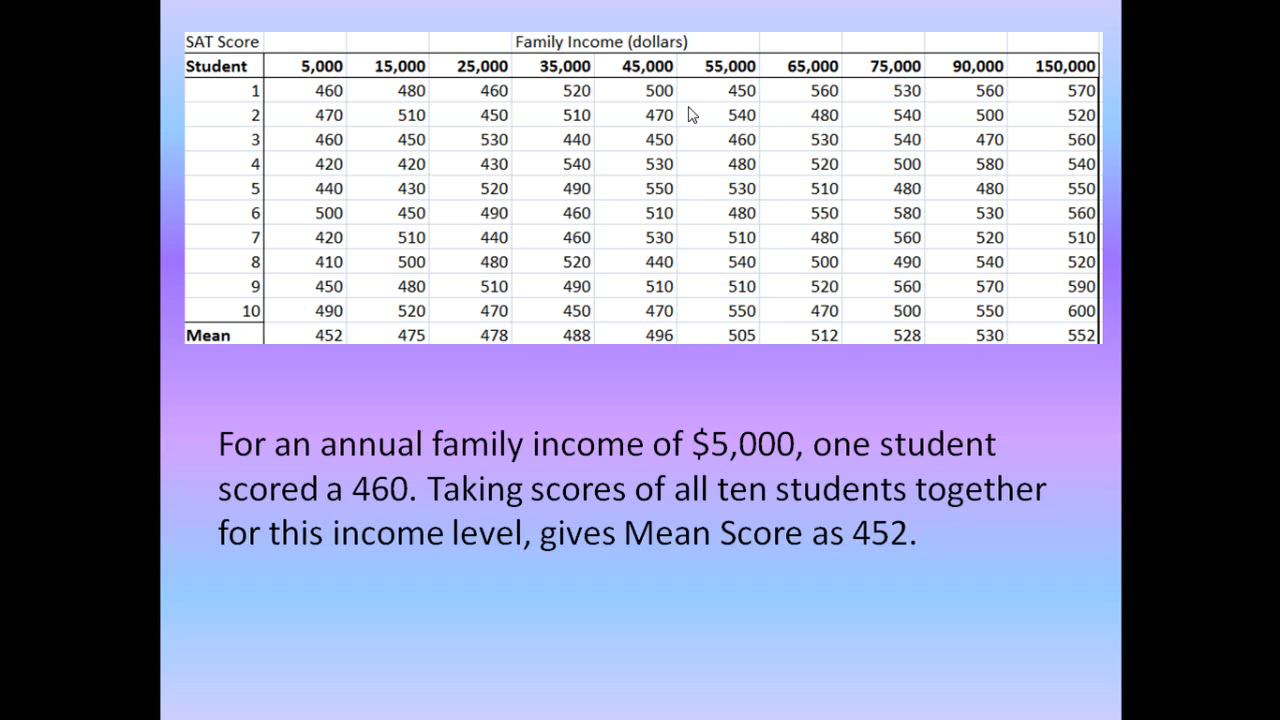 SAT Score Family Income (dollars)
Student 5,000 15,000 25,000 35,000 45,000 55,000 65,000 75,000 90,000 150,000
1 460 480 460 520 500 450 560 530 560 570
2 470 510 450 510 470 540 480 540 500 520
3 460 450 530 440 450 460 530 540 470 560
4 420 420 430 540 530 480 520 500 580 540
5 440 430 520 490 550 530 510 480 480 550
6 500 450 490 460 510 480 550 580 530 560
7 420 510 440 460 530 510 480 560 520 510
8 410 500 480 520 440 540 500 490 540 520
9 450 480 510 490 510 510 520 560 570 590
10 490 520 470 450 470 550 470 500 550 600
Mean 452 475 478 488 496 505 512 528 530 552
For an annual family income of $5,000, one student
scored a 460. Taking scores of all ten students together
for this income level, gives Mean Score as 452.